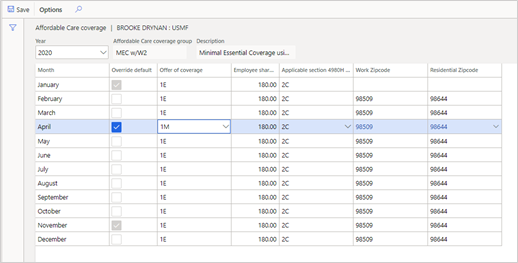 Save Options
Affordable Care coverage | BROOKE DRYNAN : USMF
Year Affordable Care coverage group Description
2020 MEC w/W2 Minimal Essential Coverage usi...
Month Override default Offer of coverage Employee shar... Applicable section 4980H ... Work Zipcode Residential Zipcode
January 1E 180.00 2C
February 1E 180.00 2C 98509 98644
March 1E 180.00 2C 98509 98644
April 1M 180.00 2C 98509 98644
May 1E 180.00 2C 98509 98644
June 1E 180.00 2C 98509 98644
July 1E 180.00 2C 98509 98644
August 1E 180.00 2C 98509 98644
September 1E 180.00 2C 98509 98644
October 1E 180.00 2C 98509 98644
November 1E 180.00 2C 98509 98644
December 1E 180.00 2C 98509 98644